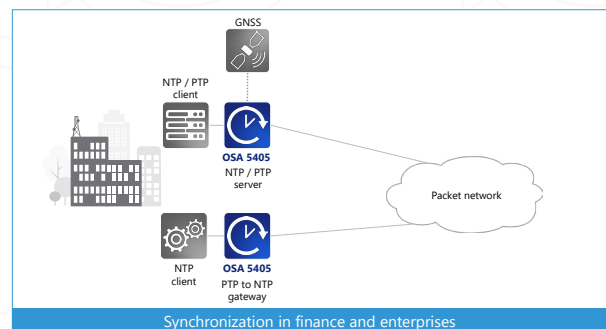 GNSS
NTP / PTP
client
OSA 5405
NTP / PTP
server
Packet network
NTP
client
OSA 5405
PTP to NTP
gateway
Synchronization in finance and enterprises